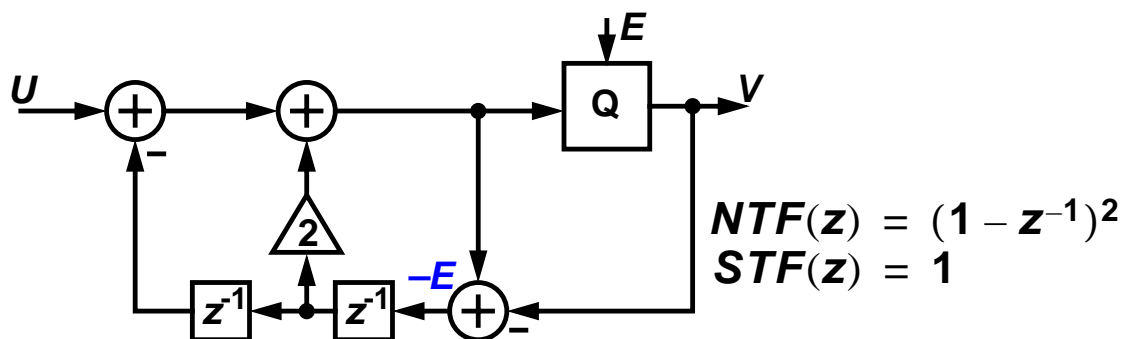 E
U
+
+
Q
V
–
2
NTF(z) = (1 – z⁻¹)²
STF(z) = 1
–E
z⁻¹
z⁻¹
+
–